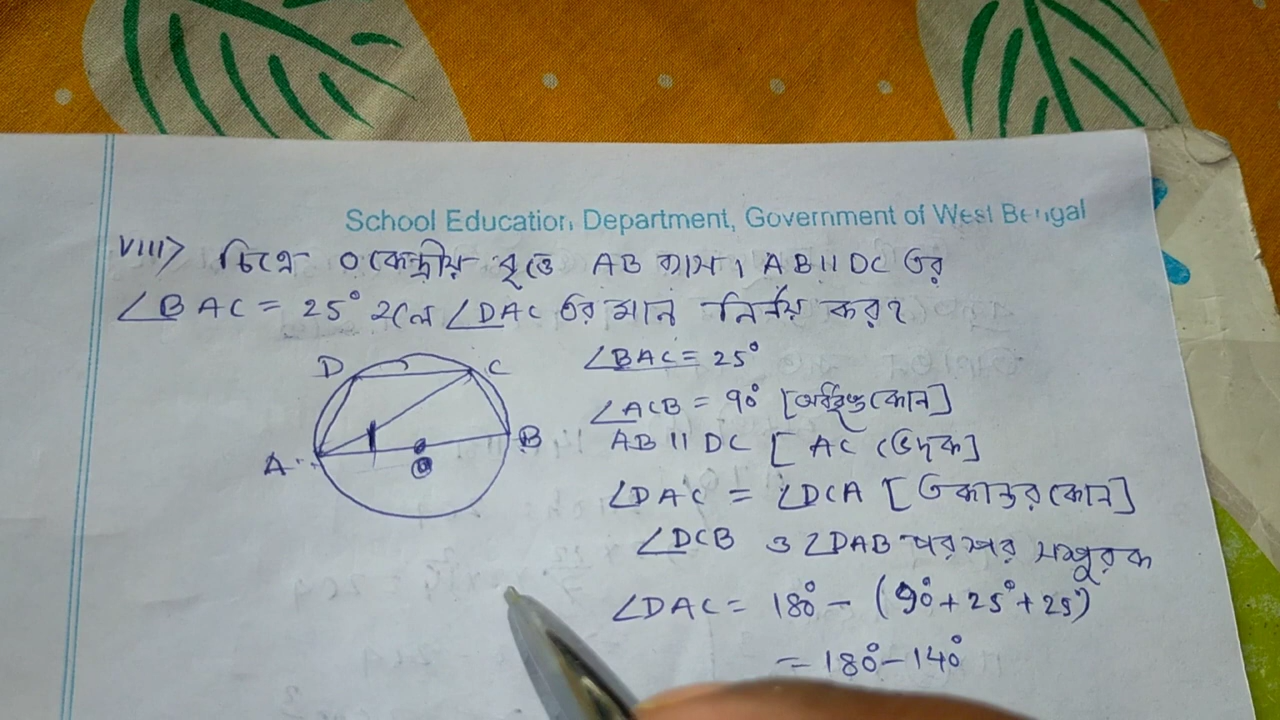 School Education Department, Government of West Bengal
VIII> চিত্রে O কেন্দ্রীয় বৃত্তে AB ব্যাস। AB || DC এর
∠BAC = 25° হলে ∠DAC এর মান নির্নয় কর?
D C
A B
O
∠BAC = 25°
∠ACB = 90° [অর্ধবৃত্তস্থ কোন]
AB || DC [AC ভেদক]
∠DAC = ∠DCA [একান্তর কোন]
∠DCB ও ∠DAB পরস্পর সম্পূরক
∠DAC = 180° - (90° + 25° + 25°)
= 180° - 140°